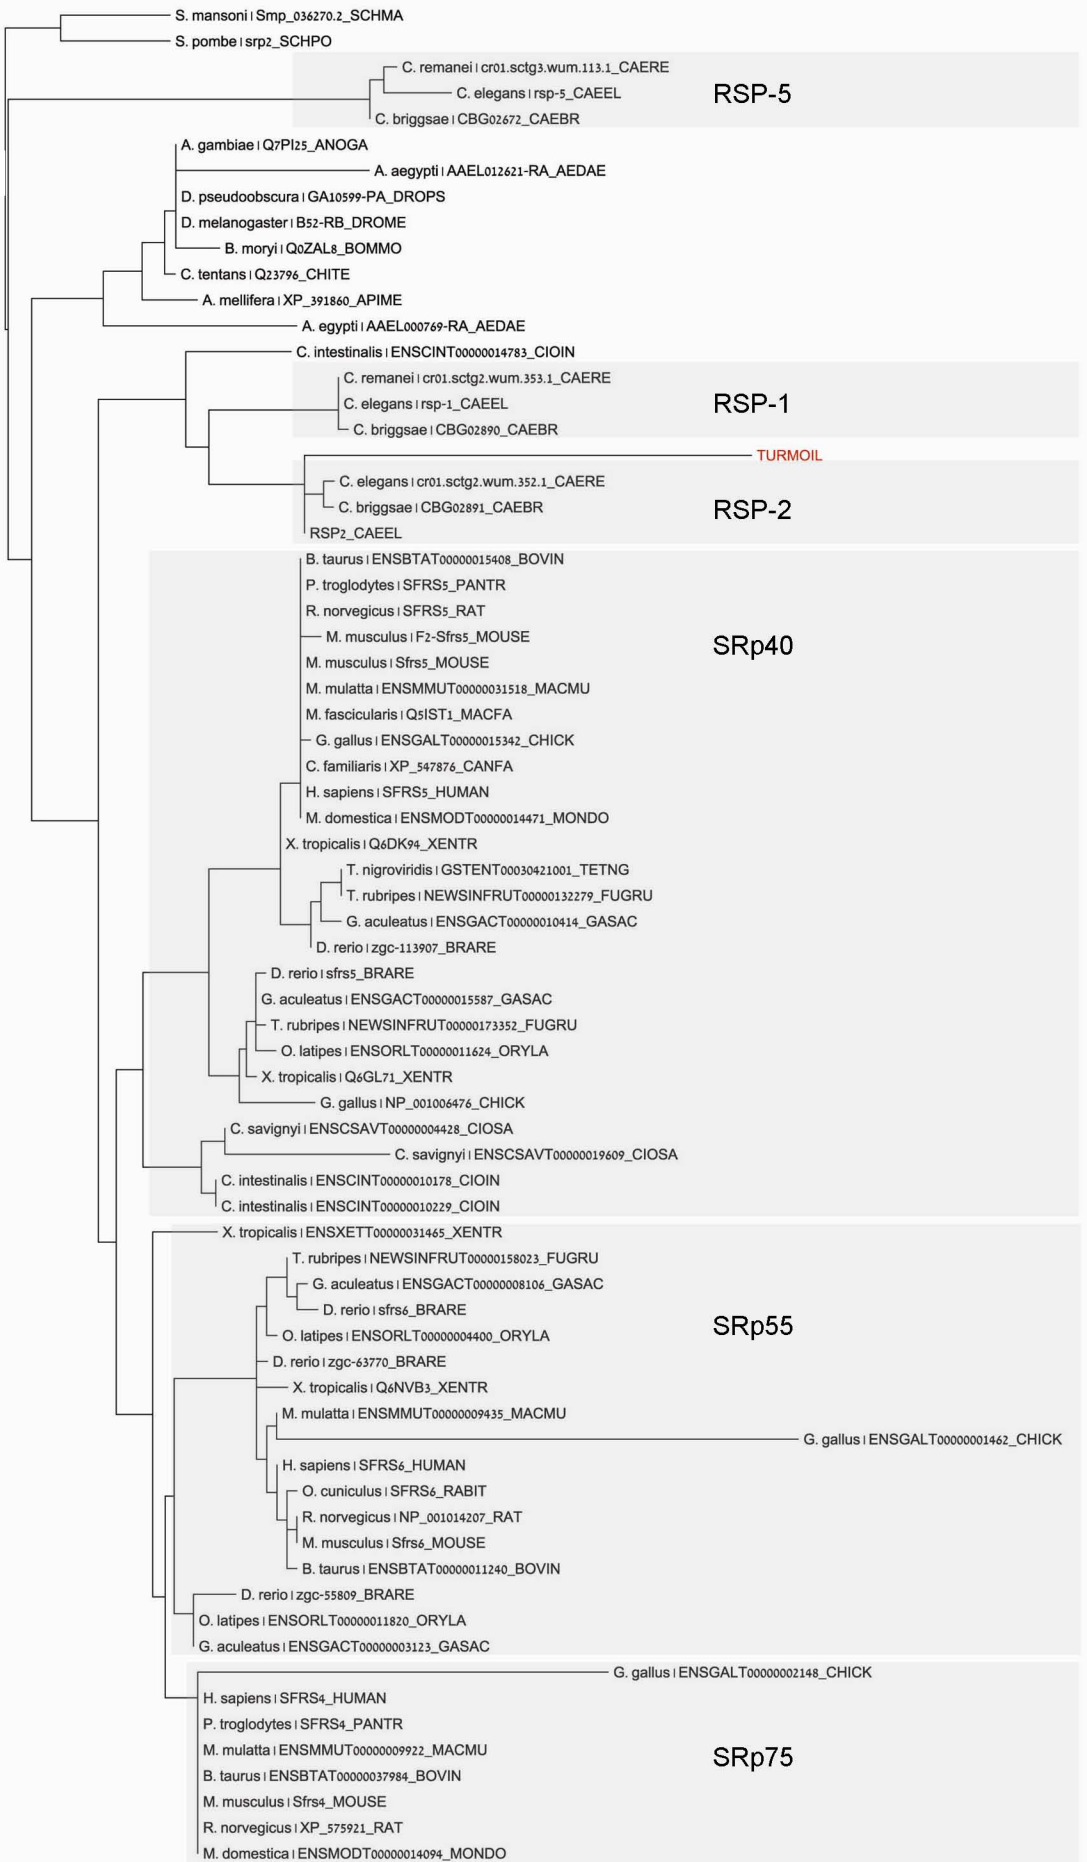 S. mansoni | Smp_036270.2_SCHMA
S. pombe | srp2_SCHPO
C. remanei | cr01.sctg3.wum.113.1_CAERE
C. elegans | rsp-5_CAEEL
RSP-5
C. briggsae | CBG02672_CAEBR
A. gambiae | Q7PI25_ANOGA
A. aegypti | AAEL012621-RA_AEDAE
D. pseudoobscura | GA10599-PA_DROPS
D. melanogaster | B52-RB_DROME
B. moryi | Q0ZAL8_BOMMO
C. tentans | Q23796_CHITE
A. mellifera | XP_391860_APIME
A. egypti | AAEL000769-RA_AEDAE
C. intestinalis | ENSCINT00000014783_CIOIN
C. remanei | cr01.sctg2.wum.353.1_CAERE
C. elegans | rsp-1_CAEEL
RSP-1
C. briggsae | CBG02890_CAEBR
TURMOIL
C. elegans | cr01.sctg2.wum.352.1_CAERE
C. briggsae | CBG02891_CAEBR
RSP-2
RSP2_CAEEL
B. taurus | ENSBTAT00000015408_BOVIN
P. troglodytes | SFRS5_PANTR
R. norvegicus | SFRS5_RAT
M. musculus | F2-Sfrs5_MOUSE
SRp40
M. musculus | Sfrs5_MOUSE
M. mulatta | ENSMMUT00000031518_MACMU
M. fascicularis | Q5IST1_MACFA
G. gallus | ENSGALT00000015342_CHICK
C. familiaris | XP_547876_CANFA
H. sapiens | SFRS5_HUMAN
M. domestica | ENSMODT00000014471_MONDO
X. tropicalis | Q6DK94_XENTR
T. nigroviridis | GSTENT00030421001_TETNG
T. rubripes | NEWSINFRUT00000132279_FUGRU
G. aculeatus | ENSGACT00000010414_GASAC
D. rerio | zgc-113907_BRARE
D. rerio | sfrs5_BRARE
G. aculeatus | ENSGACT00000015587_GASAC
T. rubripes | NEWSINFRUT00000173352_FUGRU
O. latipes | ENSORLT00000011624_ORYLA
X. tropicalis | Q6GL71_XENTR
G. gallus | NP_001006476_CHICK
C. savignyi | ENSCSAVT00000004428_CIOSA
C. savignyi | ENSCSAVT00000019609_CIOSA
C. intestinalis | ENSCINT00000010178_CIOIN
C. intestinalis | ENSCINT00000010229_CIOIN
X. tropicalis | ENSXETT00000031465_XENTR
T. rubripes | NEWSINFRUT00000158023_FUGRU
G. aculeatus | ENSGACT00000008106_GASAC
D. rerio | sfrs6_BRARE
SRp55
O. latipes | ENSORLT00000004400_ORYLA
D. rerio | zgc-63770_BRARE
X. tropicalis | Q6NVB3_XENTR
M. mulatta | ENSMMUT00000009435_MACMU
G. gallus | ENSGALT00000001462_CHICK
H. sapiens | SFRS6_HUMAN
O. cuniculus | SFRS6_RABIT
R. norvegicus | NP_001014207_RAT
M. musculus | Sfrs6_MOUSE
B. taurus | ENSBTAT00000011240_BOVIN
D. rerio | zgc-55809_BRARE
O. latipes | ENSORLT00000011820_ORYLA
G. aculeatus | ENSGACT00000003123_GASAC
G. gallus | ENSGALT00000002148_CHICK
H. sapiens | SFRS4_HUMAN
P. troglodytes | SFRS4_PANTR
M. mulatta | ENSMMUT00000009922_MACMU
SRp75
B. taurus | ENSBTAT00000037984_BOVIN
M. musculus | Sfrs4_MOUSE
R. norvegicus | XP_575921_RAT
M. domestica | ENSMODT00000014094_MONDO